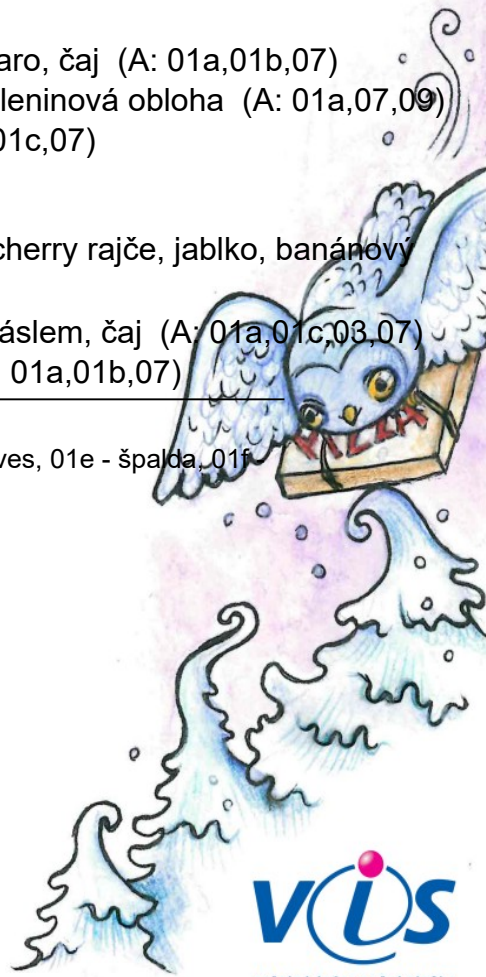 aro, čaj (A: 01a,01b,07)
leninová obloha (A: 01a,07,09)
01c,07)
cherry rajče, jablko, banánový
áslem, čaj (A: 01a,01c,03,07)
01a,01b,07)
ves, 01e - špalda, 01f
PIZZA
vis